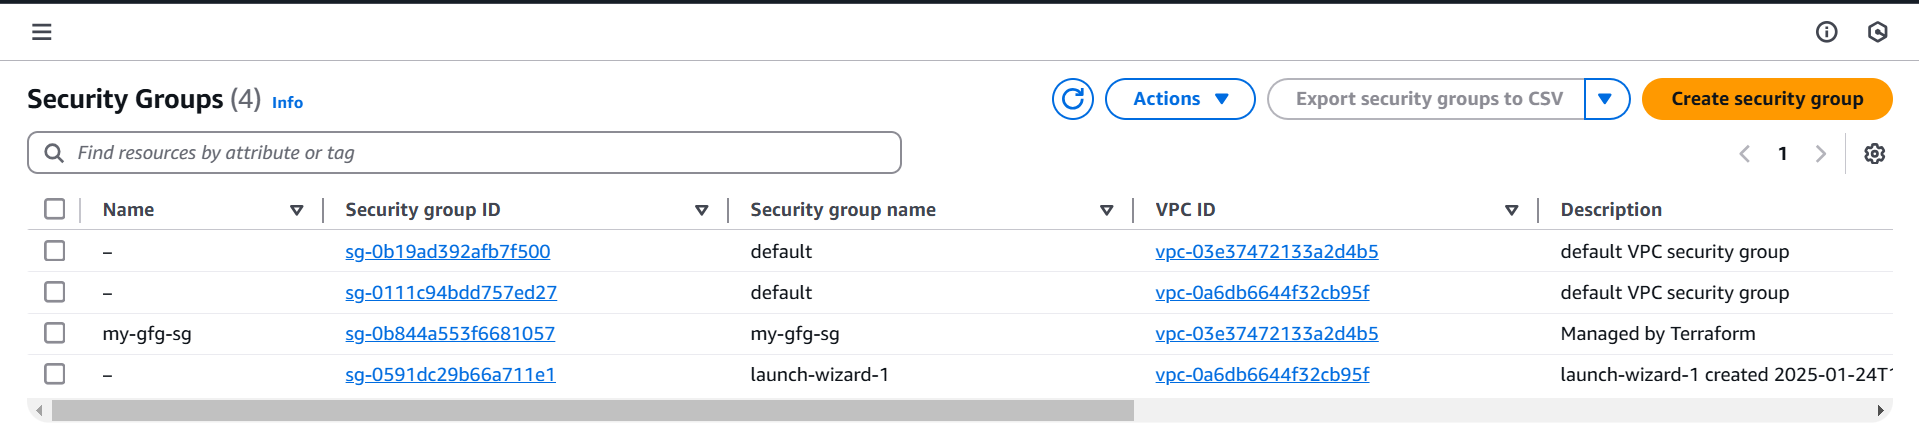 Security Groups (4) Info
Actions Export security groups to CSV Create security group
Find resources by attribute or tag
1
Name Security group ID Security group name VPC ID Description
– sg-0b19ad392afb7f500 default vpc-03e37472133a2d4b5 default VPC security group
– sg-0111c94bdd757ed27 default vpc-0a6db6644f32cb95f default VPC security group
my-gfg-sg sg-0b844a553f6681057 my-gfg-sg vpc-03e37472133a2d4b5 Managed by Terraform
– sg-0591dc29b66a711e1 launch-wizard-1 vpc-0a6db6644f32cb95f launch-wizard-1 created 2025-01-24T1